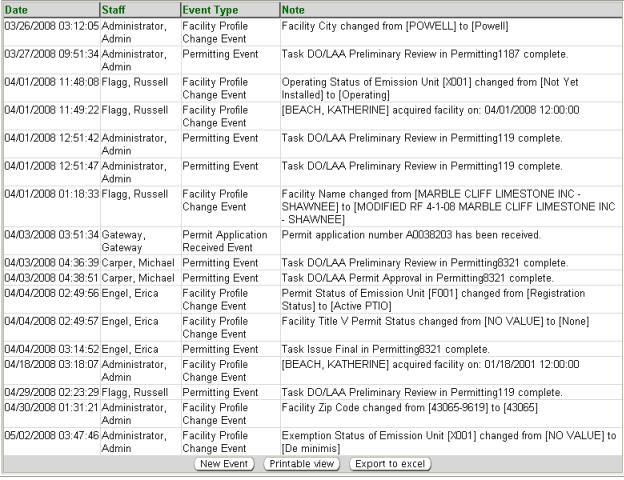 Date Staff Event Type Note
03/26/2008 03:12:05 Administrator, Facility Profile Facility City changed from [POWELL] to [Powell]
Admin Change Event
03/27/2008 09:51:34 Administrator, Permitting Event Task DO/LAA Preliminary Review in Permitting1187 complete.
Admin
04/01/2008 11:48:08 Flagg, Russell Facility Profile Operating Status of Emission Unit [X001] changed from [Not Yet
Change Event Installed] to [Operating]
04/01/2008 11:49:22 Flagg, Russell Facility Profile [BEACH, KATHERINE] acquired facility on: 04/01/2008 12:00:00
Change Event
04/01/2008 12:51:42 Administrator, Permitting Event Task DO/LAA Preliminary Review in Permitting119 complete.
Admin
04/01/2008 12:51:47 Administrator, Permitting Event Task DO/LAA Preliminary Review in Permitting119 complete.
Admin
04/01/2008 01:18:33 Flagg, Russell Facility Profile Facility Name changed from [MARBLE CLIFF LIMESTONE INC -
Change Event SHAWNEE] to [MODIFIED RF 4-1-08 MARBLE CLIFF LIMESTONE INC
- SHAWNEE]
04/03/2008 03:51:34 Gateway, Permit Application Permit application number A0038203 has been received.
Gateway Received Event
04/03/2008 04:36:39 Carper, Michael Permitting Event Task DO/LAA Preliminary Review in Permitting8321 complete.
04/03/2008 04:38:51 Carper, Michael Permitting Event Task DO/LAA Permit Approval in Permitting8321 complete.
04/04/2008 02:49:56 Engel, Erica Facility Profile Permit Status of Emission Unit [F001] changed from [Registration
Change Event Status] to [Active PTIO]
04/04/2008 02:49:57 Engel, Erica Facility Profile Facility Title V Permit Status changed from [NO VALUE] to [None]
Change Event
04/04/2008 03:14:52 Engel, Erica Permitting Event Task Issue Final in Permitting8321 complete.
04/18/2008 03:18:07 Administrator, Facility Profile [BEACH, KATHERINE] acquired facility on: 01/18/2001 12:00:00
Admin Change Event
04/29/2008 02:23:29 Flagg, Russell Permitting Event Task DO/LAA Preliminary Review in Permitting119 complete.
04/30/2008 01:31:21 Administrator, Facility Profile Facility Zip Code changed from [43065-9619] to [43065]
Admin Change Event
05/02/2008 03:47:46 Administrator, Facility Profile Exemption Status of Emission Unit [X001] changed from [NO VALUE] to
Admin Change Event [De minimis]
New Event Printable view Export to excel